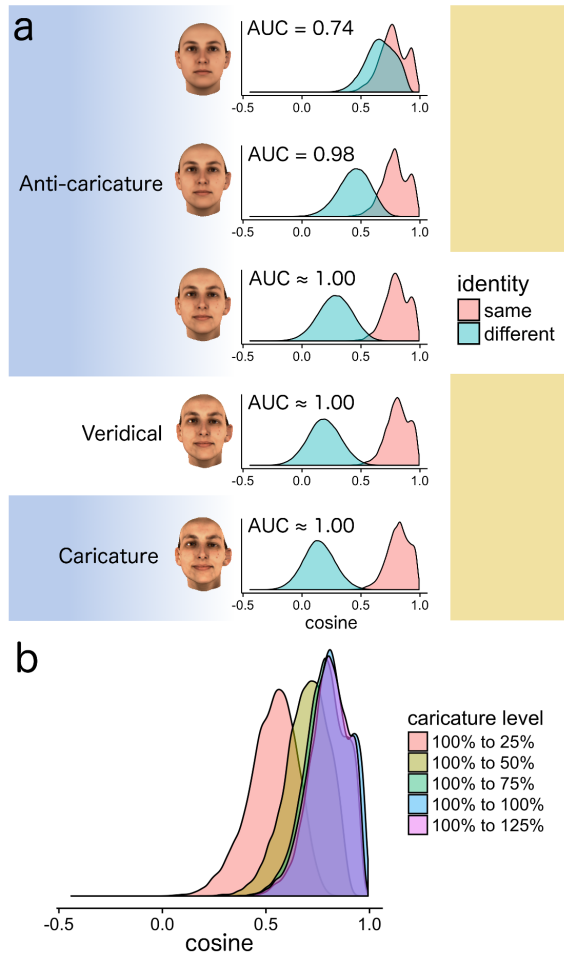 a
AUC = 0.74
-0.5 0.0 0.5 1.0
Anti-caricature
AUC = 0.98
-0.5 0.0 0.5 1.0
AUC ≈ 1.00
-0.5 0.0 0.5 1.0
identity
same
different
Veridical
AUC ≈ 1.00
-0.5 0.0 0.5 1.0
Caricature
AUC ≈ 1.00
-0.5 0.0 0.5 1.0
cosine
b
caricature level
100% to 25%
100% to 50%
100% to 75%
100% to 100%
100% to 125%
-0.5 0.0 0.5 1.0
cosine